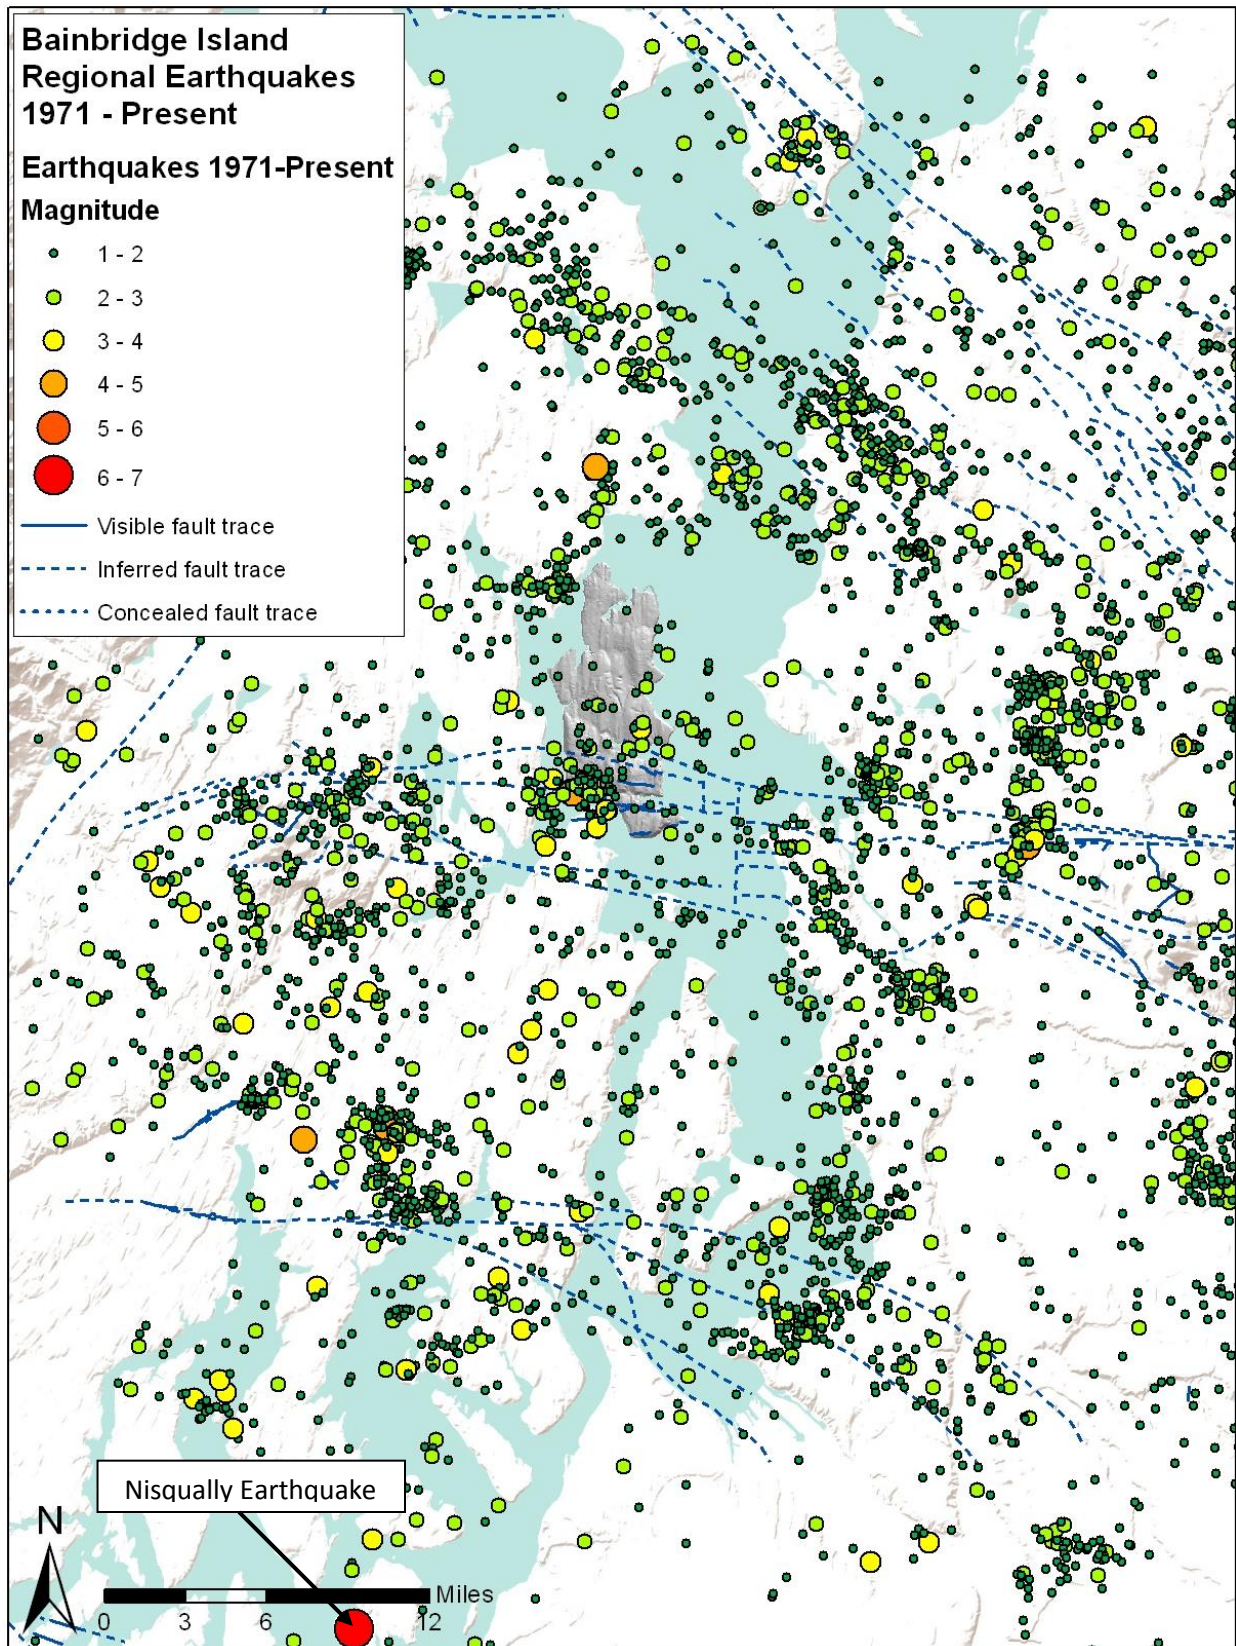 Bainbridge Island
Regional Earthquakes
1971 - Present
Earthquakes 1971-Present
Magnitude
1 - 2
2 - 3
3 - 4
4 - 5
5 - 6
6 - 7
Visible fault trace
Inferred fault trace
Concealed fault trace
Nisqually Earthquake
N
Miles
0 3 6 12